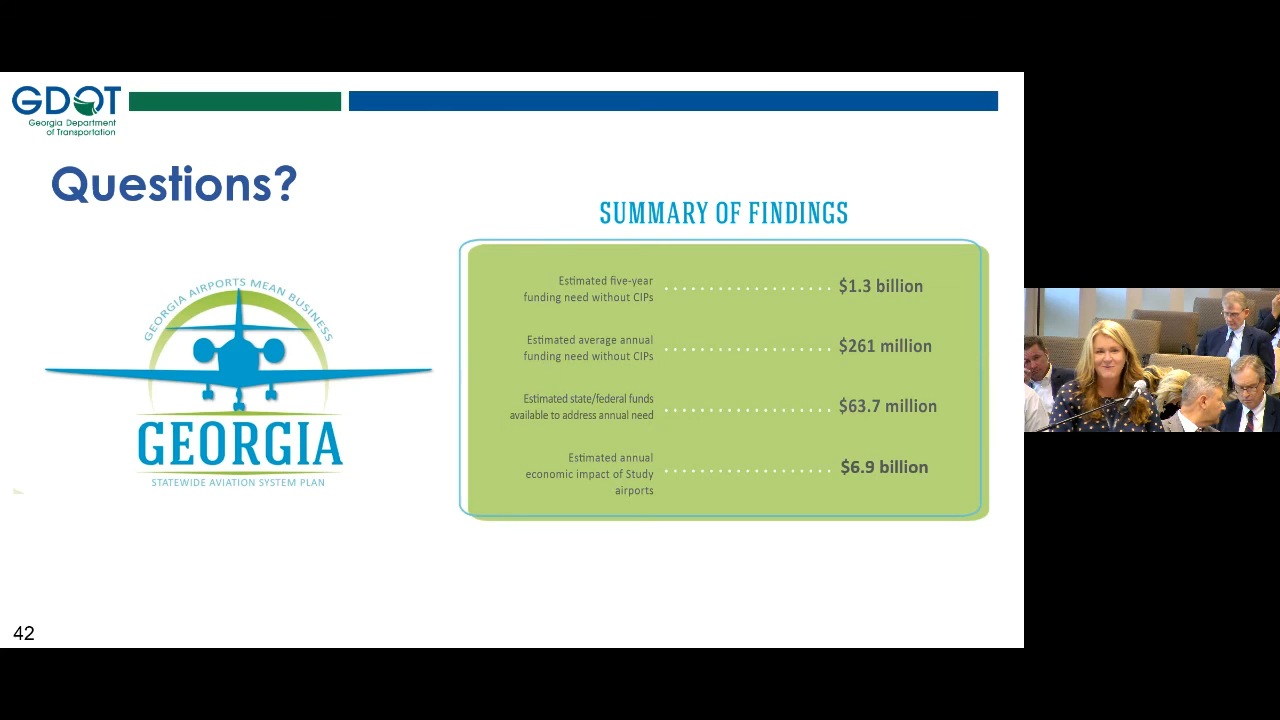 GDOT
Georgia Department
of Transportation
Questions?
GEORGIA AIRPORTS MEAN BUSINESS
GEORGIA
STATEWIDE AVIATION SYSTEM PLAN
SUMMARY OF FINDINGS
Estimated five-year
funding need without CIPs
$1.3 billion
Estimated average annual
funding need without CIPs
$261 million
Estimated state/federal funds
available to address annual need
$63.7 million
Estimated annual
economic impact of Study
airports
$6.9 billion
42